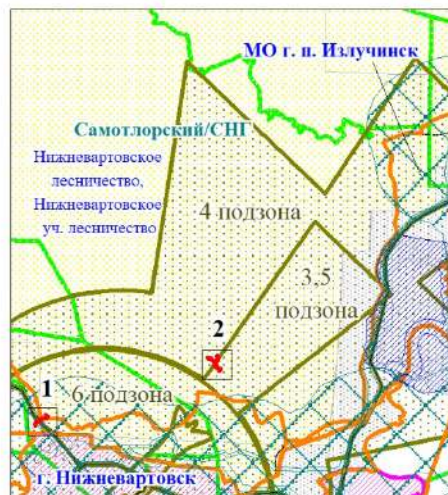 МО г. п. Излучинск
Самотлорский/СНГ
Нижневартовское
лесничество,
Нижневартовское
уч. лесничество
4 подзона
3,5
подзона
2
1
6 подзона
г. Нижневартовск